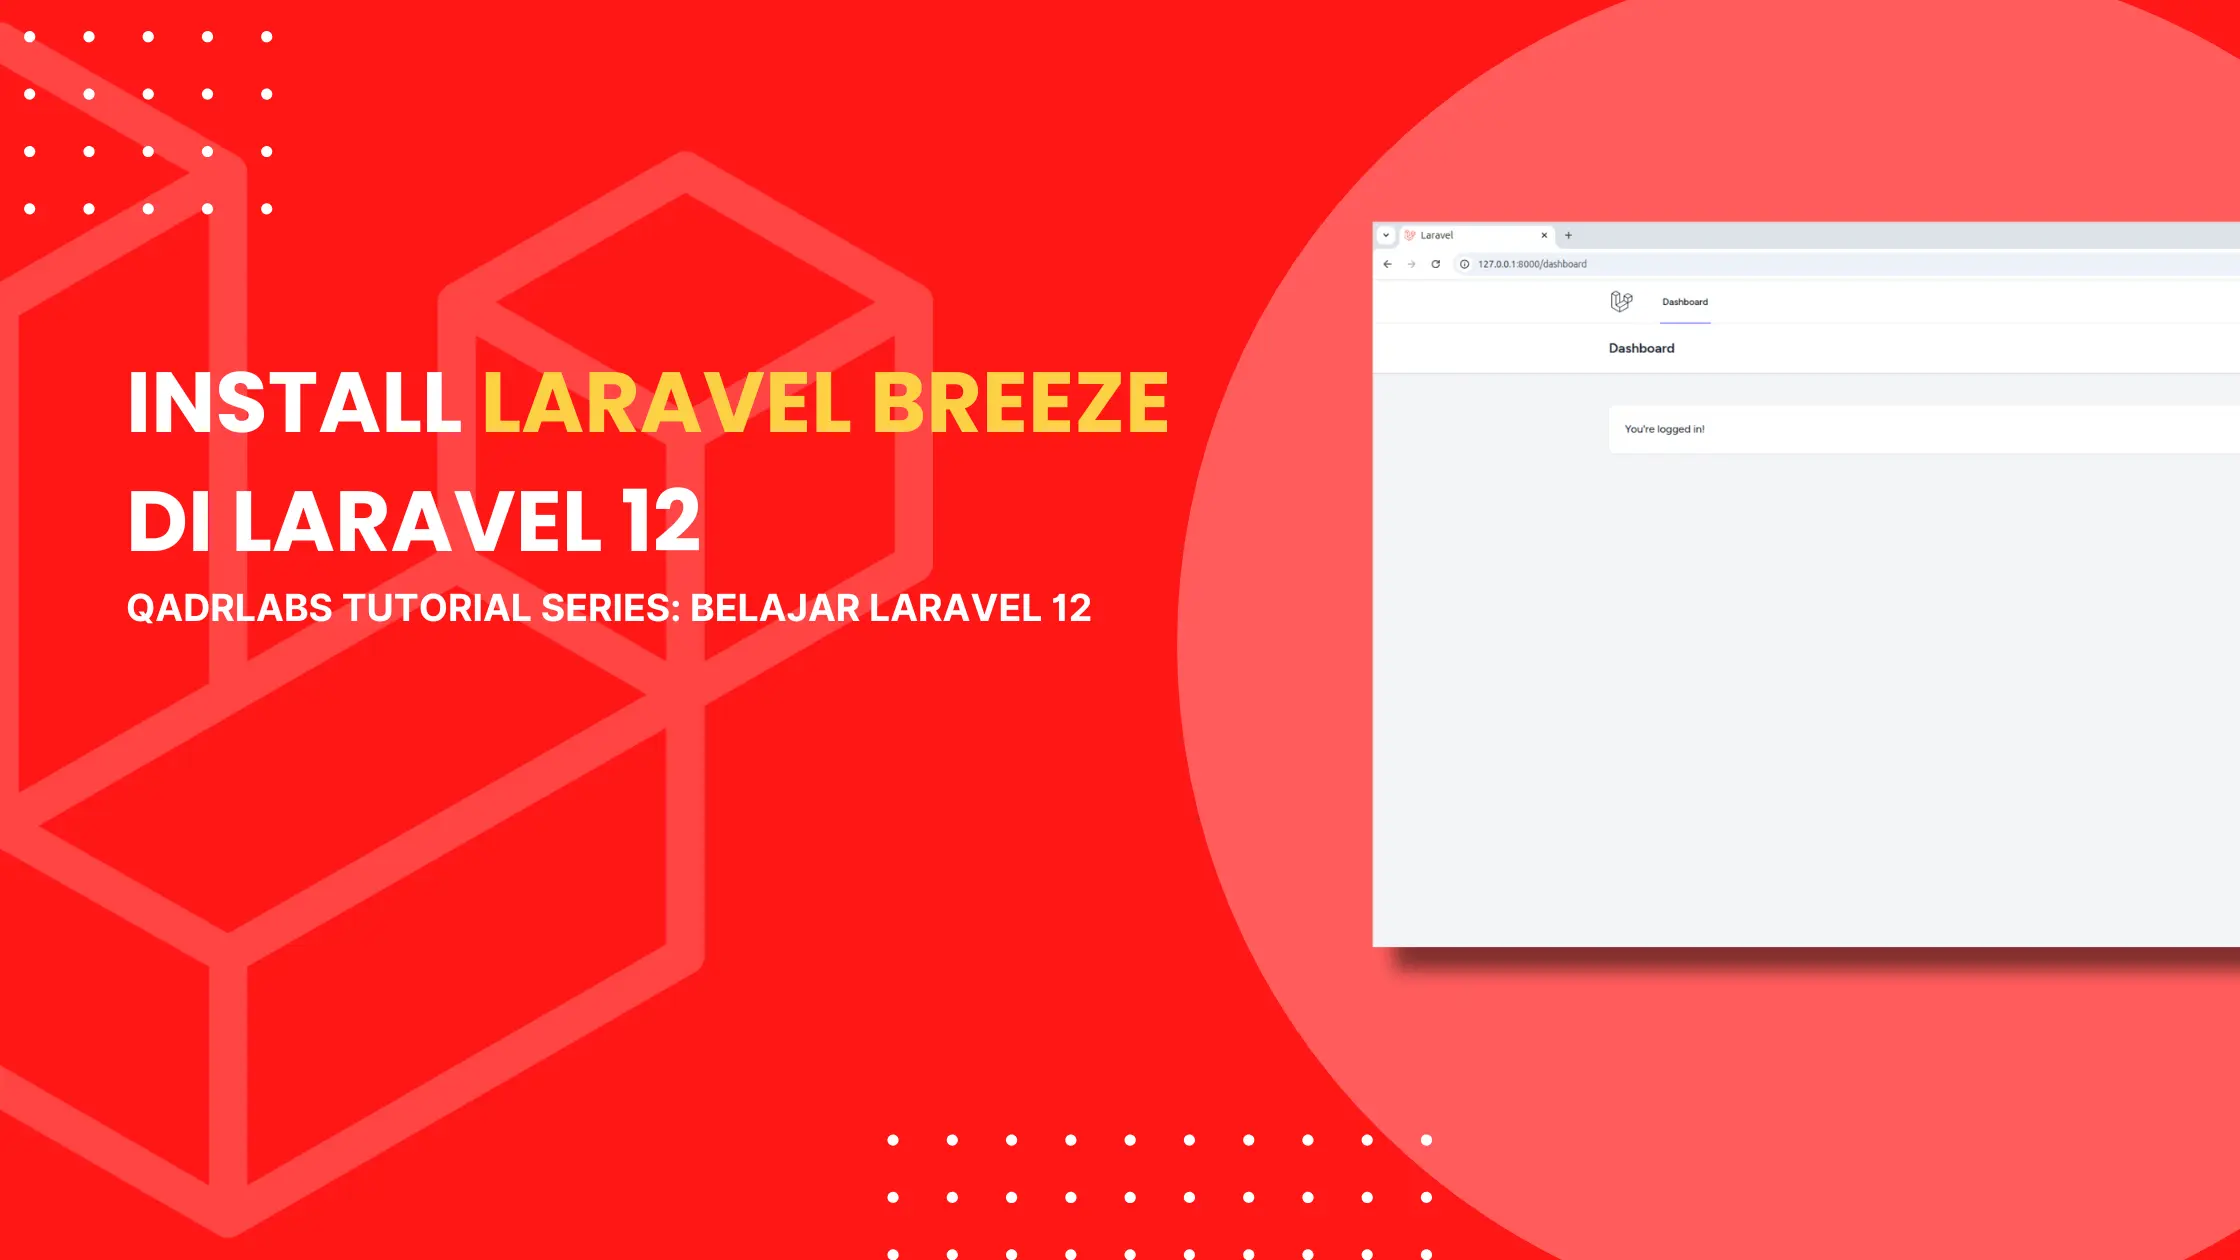 INSTALL LARAVEL BREEZE
DI LARAVEL 12
QADRLABS TUTORIAL SERIES: BELAJAR LARAVEL 12
Laravel
127.0.0.1:8000/dashboard
Dashboard
Dashboard
You're logged in!